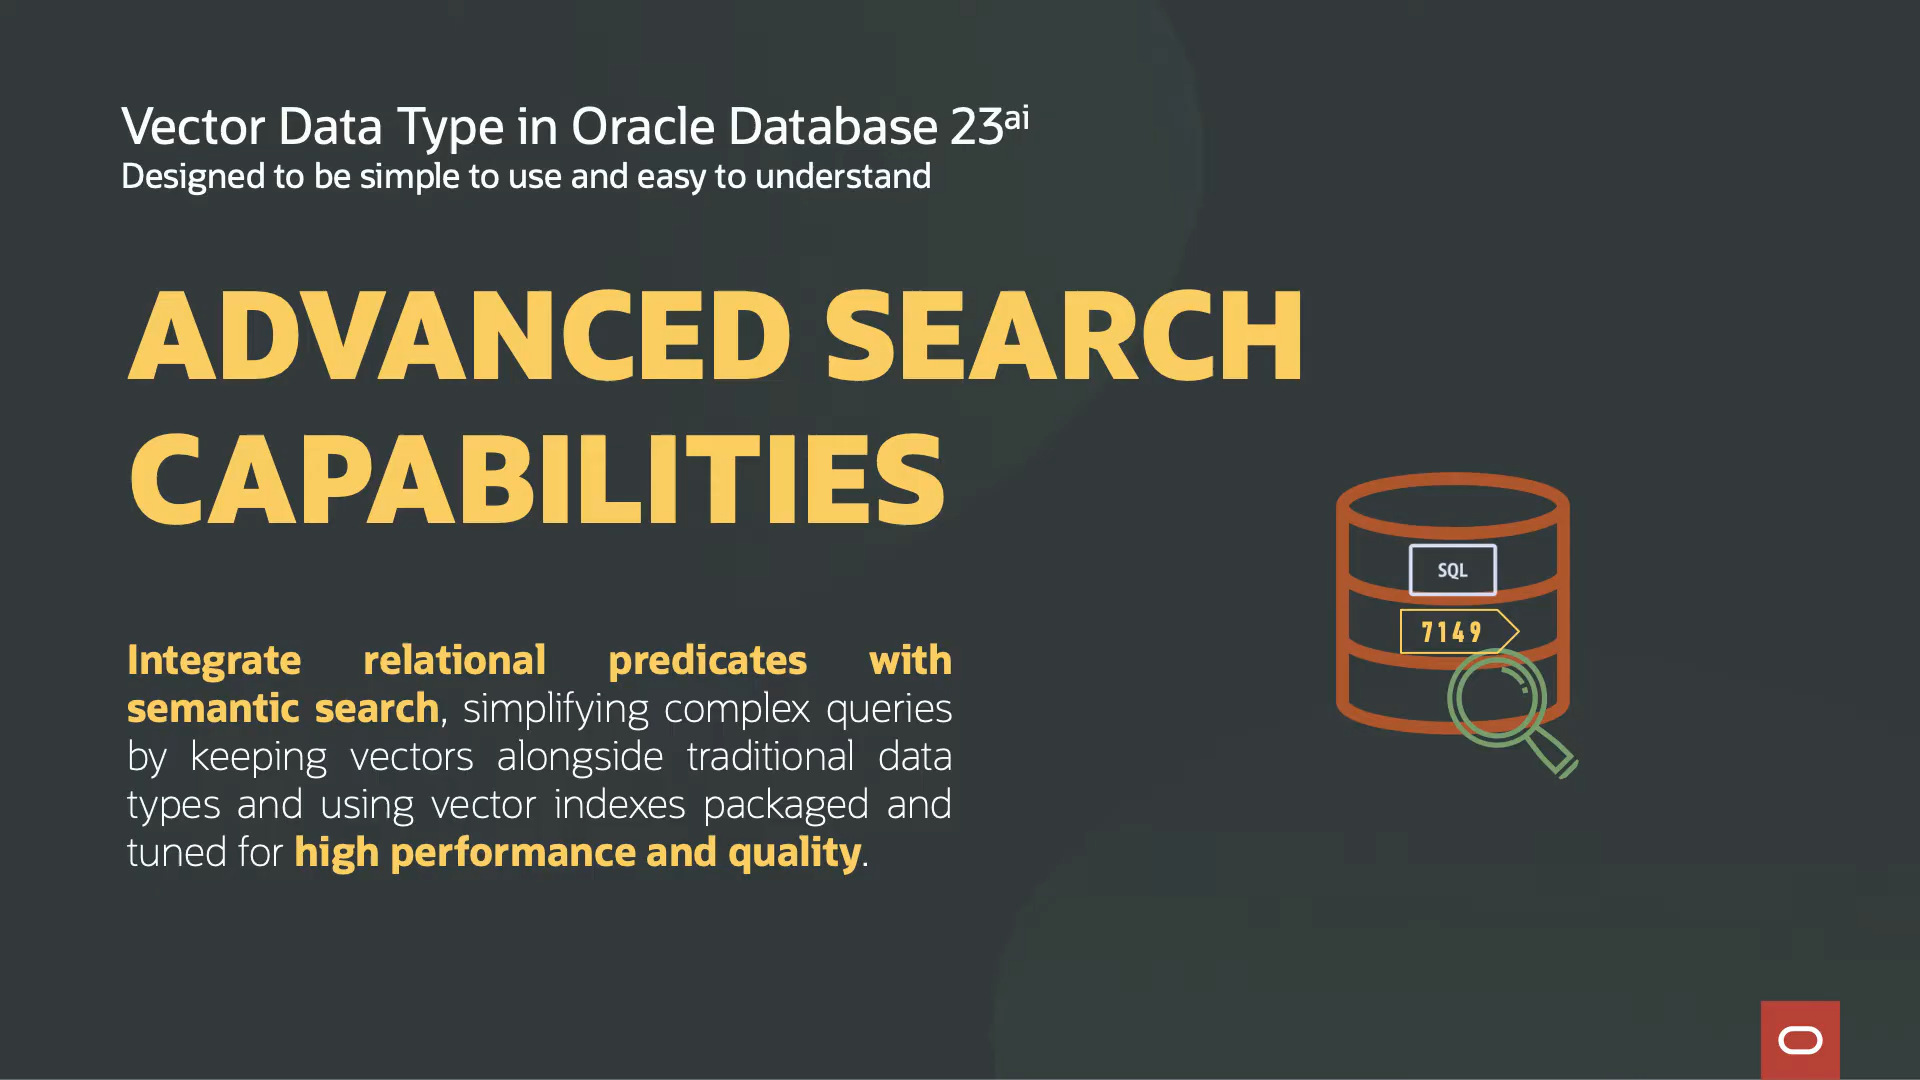 Vector Data Type in Oracle Database 23ai
Designed to be simple to use and easy to understand
ADVANCED SEARCH
CAPABILITIES
Integrate relational predicates with
semantic search, simplifying complex queries
by keeping vectors alongside traditional data
types and using vector indexes packaged and
tuned for high performance and quality.
SQL
7149